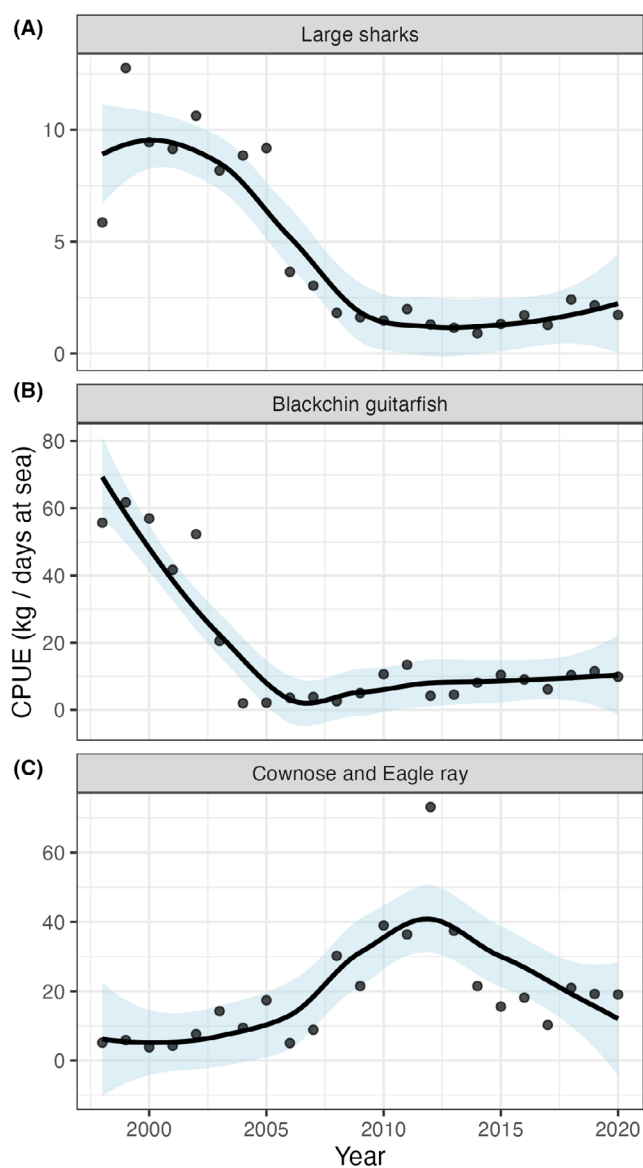 (A)
Large sharks
10
5
0
(B)
Blackchin guitarfish
80
60
40
20
0
CPUE (kg / days at sea)
(C)
Cownose and Eagle ray
60
40
20
0
2000 2005 2010 2015 2020
Year